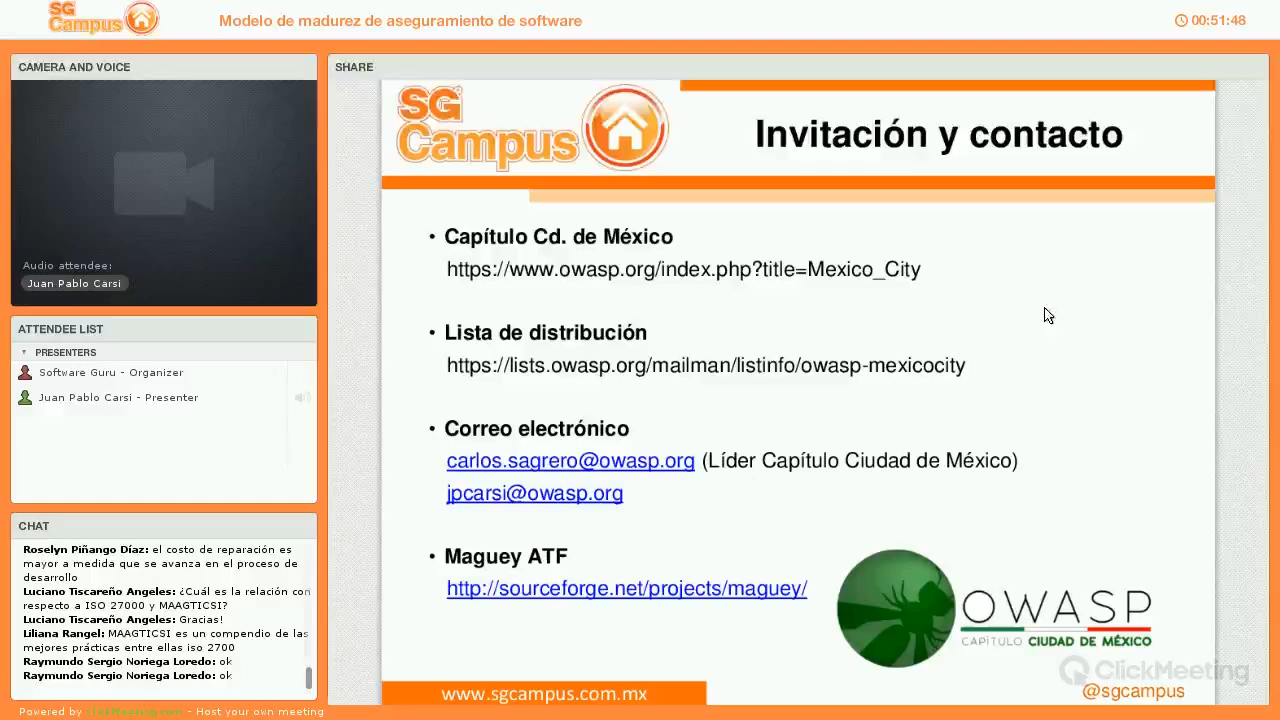 SG Campus
Modelo de madurez de aseguramiento de software
00:51:48
CAMERA AND VOICE
Audio attendee:
Juan Pablo Carsi
ATTENDEE LIST
PRESENTERS
Software Guru - Organizer
Juan Pablo Carsi - Presenter
CHAT
Roselyn Piñango Díaz: el costo de reparación es
mayor a medida que se avanza en el proceso de
desarrollo
Luciano Tiscareño Angeles: ¿Cuál es la relación con
respecto a ISO 27000 y MAAGTICSI?
Luciano Tiscareño Angeles: Gracias!
Liliana Rangel: MAAGTICSI es un compendio de las
mejores prácticas entre ellas iso 2700
Raymundo Sergio Noriega Loredo: ok
Raymundo Sergio Noriega Loredo: ok
Powered by ClickMeeting.com - Host your own meeting
SHARE
SG
Campus
Invitación y contacto
• Capítulo Cd. de México
https://www.owasp.org/index.php?title=Mexico_City
• Lista de distribución
https://lists.owasp.org/mailman/listinfo/owasp-mexicocity
• Correo electrónico
carlos.sagrero@owasp.org (Líder Capítulo Ciudad de México)
jpcarsi@owasp.org
• Maguey ATF
http://sourceforge.net/projects/maguey/
OWASP
CAPÍTULO CIUDAD DE MÉXICO
ClickMeeting
www.sgcampus.com.mx
@sgcampus